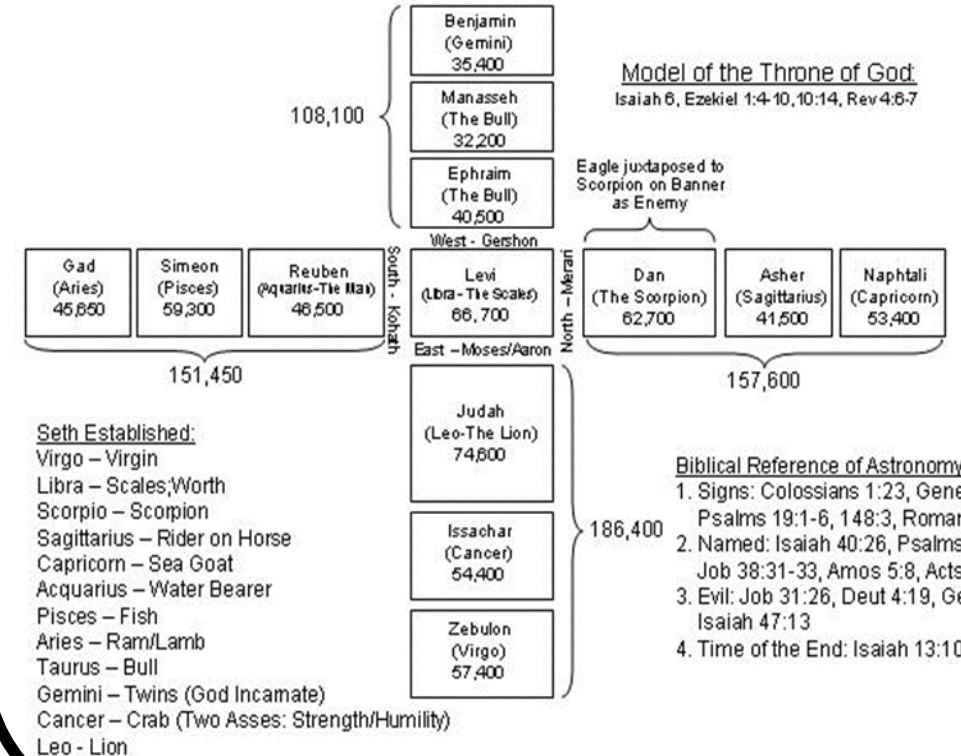 Benjamin
(Gemini)
35,400
Manasseh
(The Bull)
32,200
Ephraim
(The Bull)
40,500
108,100
Model of the Throne of God:
Isaiah 6, Ezekiel 1:4-10,10:14, Rev 4:6-7
Eagle juxtaposed to
Scorpion on Banner
as Enemy
West - Gershon
Gad
(Aries)
45,650
Simeon
(Pisces)
59,300
Reuben
(Aquarius-The Man)
46,500
South - Kohath
Levi
(Libra - The Scales)
66,700
North - Merari
Dan
(The Scorpion)
62,700
Asher
(Sagittarius)
41,500
Naphtali
(Capricorn)
53,400
East - Moses/Aaron
151,450
157,600
Judah
(Leo-The Lion)
74,600
Issachar
(Cancer)
54,400
Zebulon
(Virgo)
57,400
186,400
Seth Established:
Virgo – Virgin
Libra – Scales;Worth
Scorpio – Scorpion
Sagittarius – Rider on Horse
Capricorn – Sea Goat
Acquarius – Water Bearer
Pisces – Fish
Aries – Ram/Lamb
Taurus – Bull
Gemini – Twins (God Incarnate)
Cancer – Crab (Two Asses: Strength/Humility)
Leo - Lion
Biblical Reference of Astronomy
1. Signs: Colossians 1:23, Gene
Psalms 19:1-6, 148:3, Roman
2. Named: Isaiah 40:26, Psalms
Job 38:31-33, Amos 5:8, Acts
3. Evil: Job 31:26, Deut 4:19, Ge
Isaiah 47:13
4. Time of the End: Isaiah 13:10